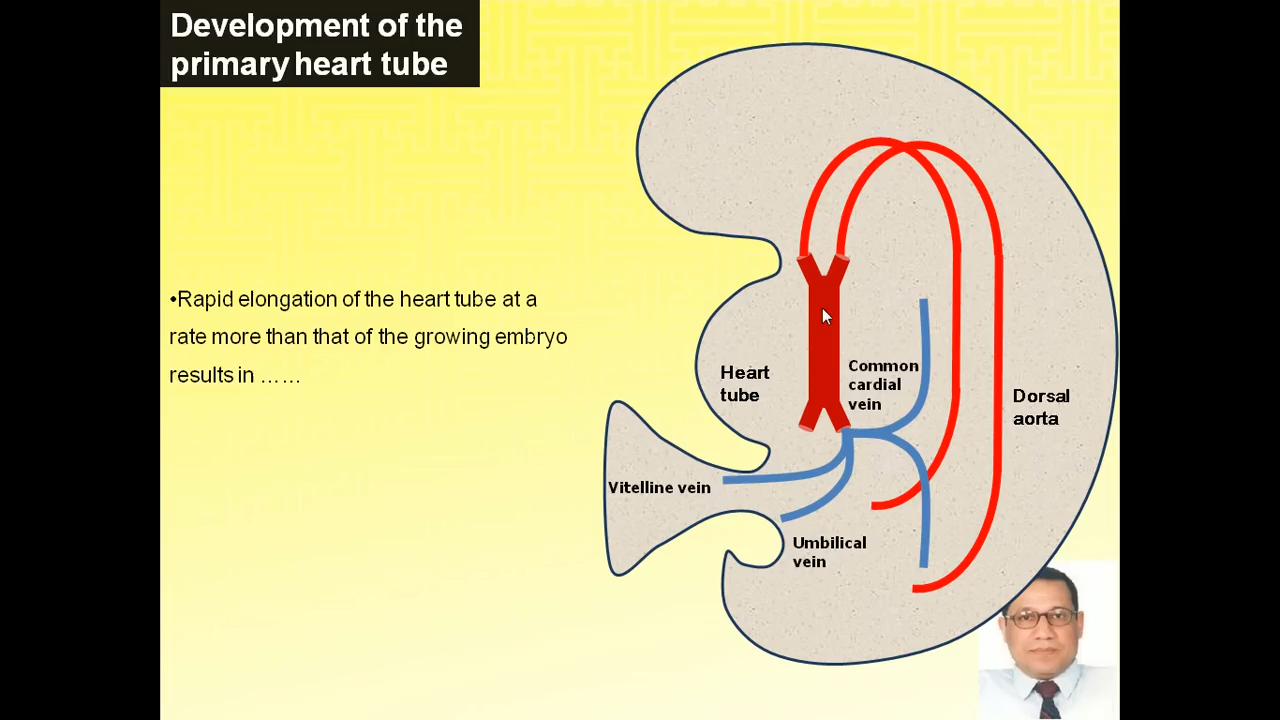 Development of the
primary heart tube
•Rapid elongation of the heart tube at a
rate more than that of the growing embryo
results in ……
Heart
tube
Common
cardial
vein
Dorsal
aorta
Vitelline vein
Umbilical
vein